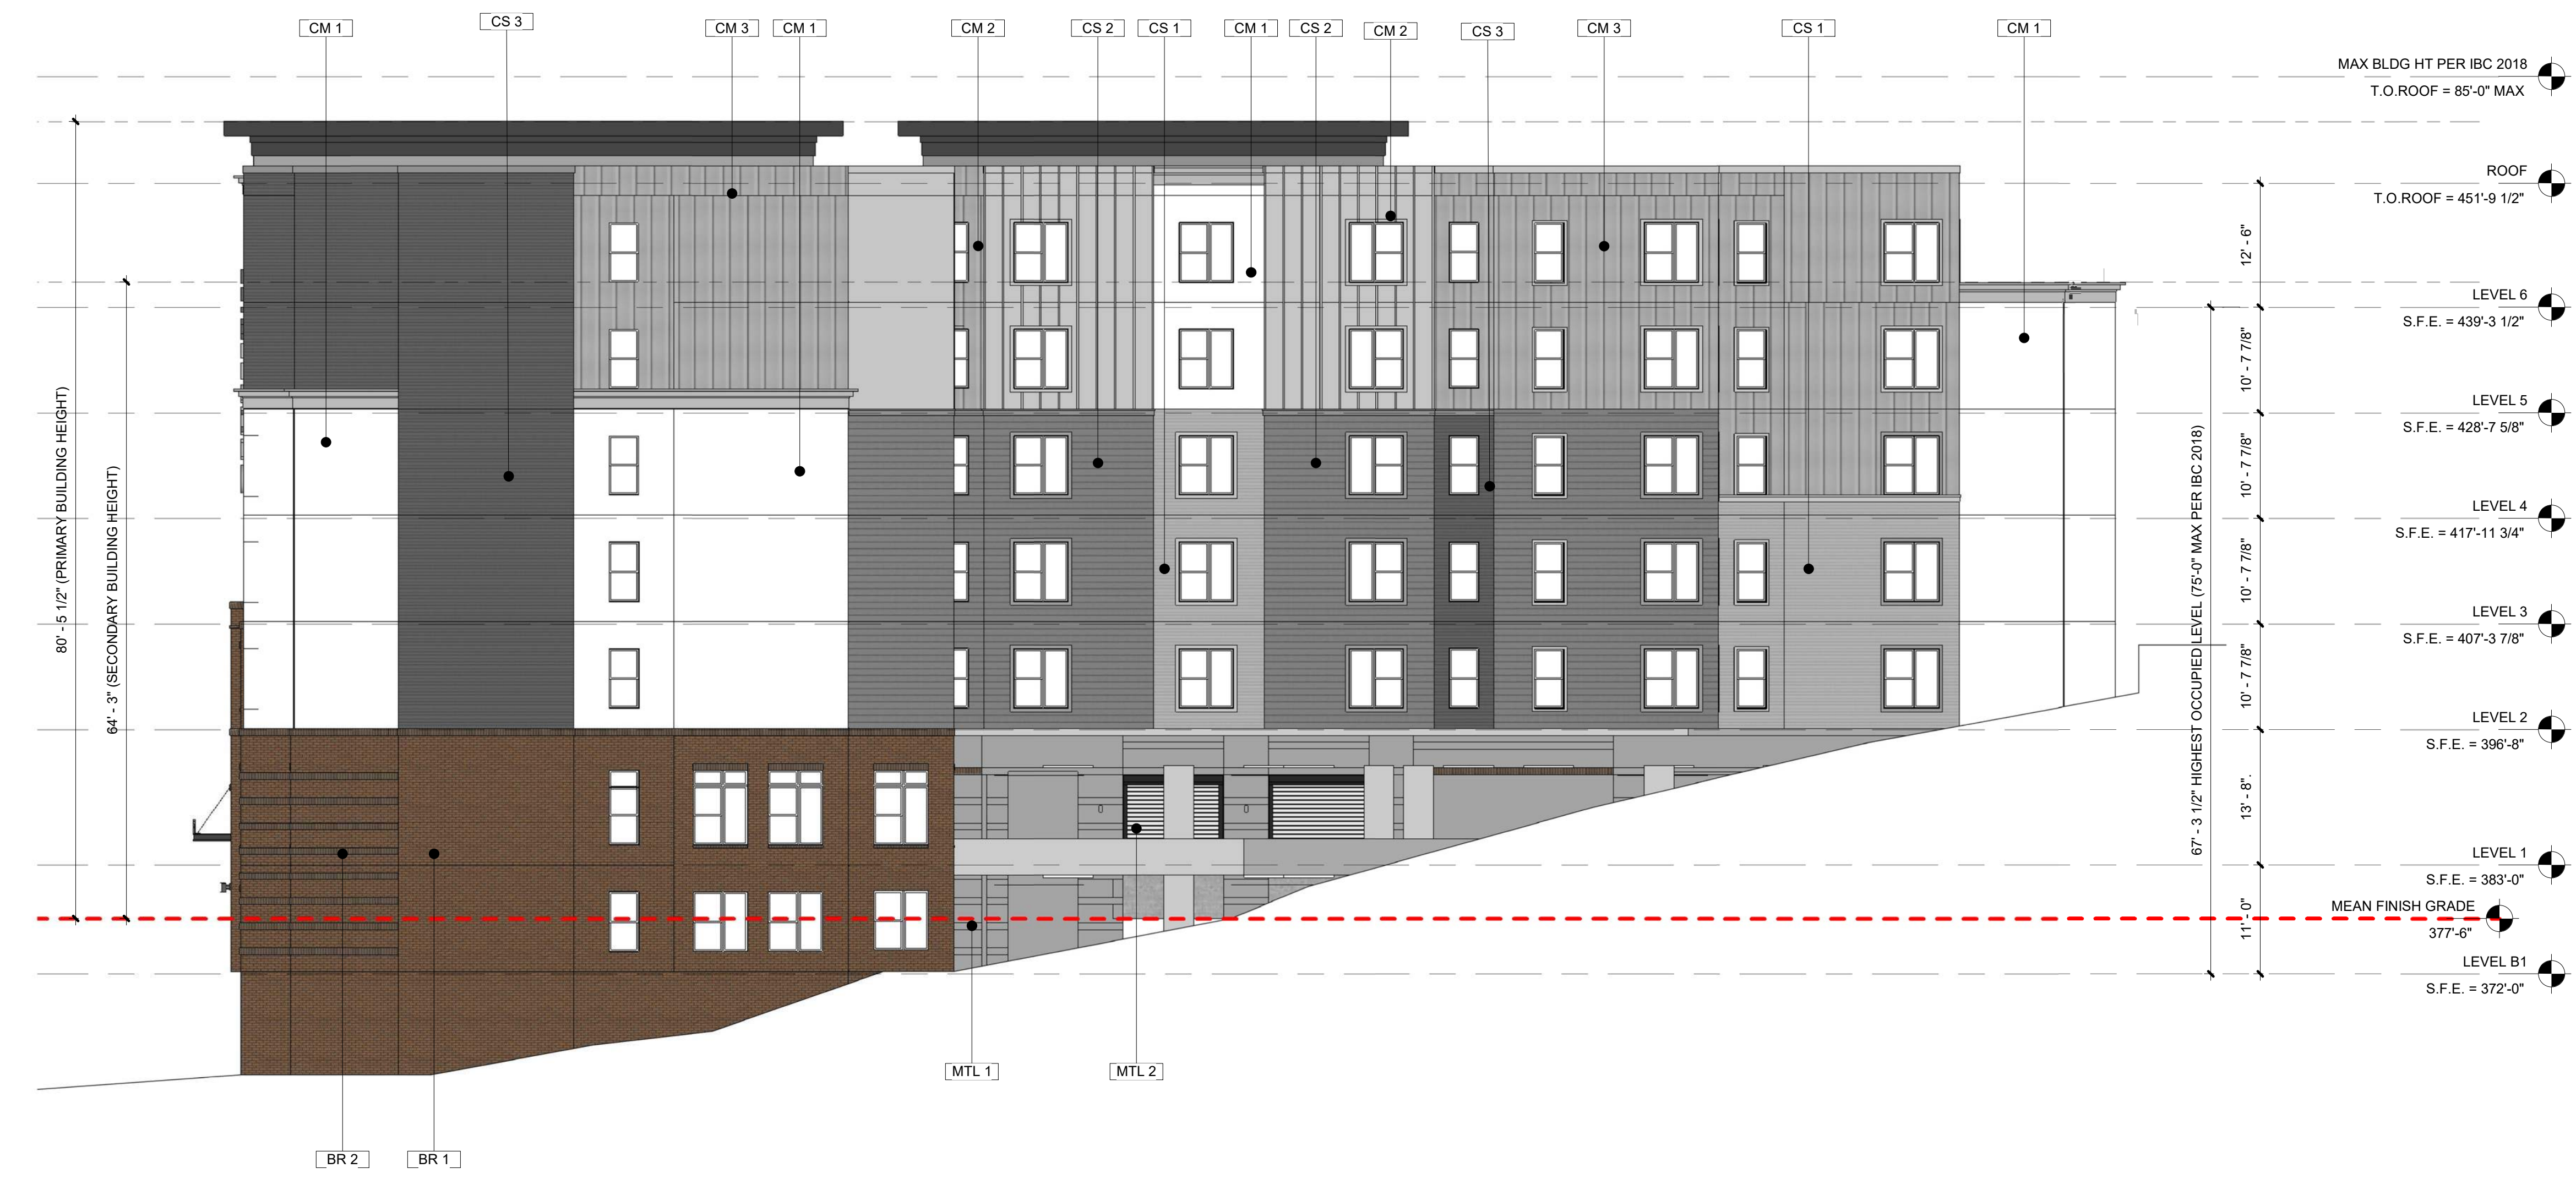 CM 1
CS 3
CM 3
CM 1
CM 2
CS 2
CS 1
CM 1
CS 2
CM 2
CS 3
CM 3
CS 1
CM 1
MAX BLDG HT PER IBC 2018
T.O.ROOF = 85'-0" MAX
ROOF
T.O.ROOF = 451'-9 1/2"
12' - 6"
LEVEL 6
S.F.E. = 439'-3 1/2"
10' - 7 7/8"
LEVEL 5
S.F.E. = 428'-7 5/8"
10' - 7 7/8"
LEVEL 4
S.F.E. = 417'-11 3/4"
10' - 7 7/8"
LEVEL 3
S.F.E. = 407'-3 7/8"
10' - 7 7/8"
LEVEL 2
S.F.E. = 396'-8"
13' - 8".
LEVEL 1
S.F.E. = 383'-0"
11' - 0"
MEAN FINISH GRADE
377'-6"
LEVEL B1
S.F.E. = 372'-0"
80' - 5 1/2" (PRIMARY BUILDING HEIGHT)
64' - 3" (SECONDARY BUILDING HEIGHT)
67' - 3 1/2" HIGHEST OCCUPIED LEVEL (75'-0" MAX PER IBC 2018)
MTL 1
MTL 2
BR 2
BR 1